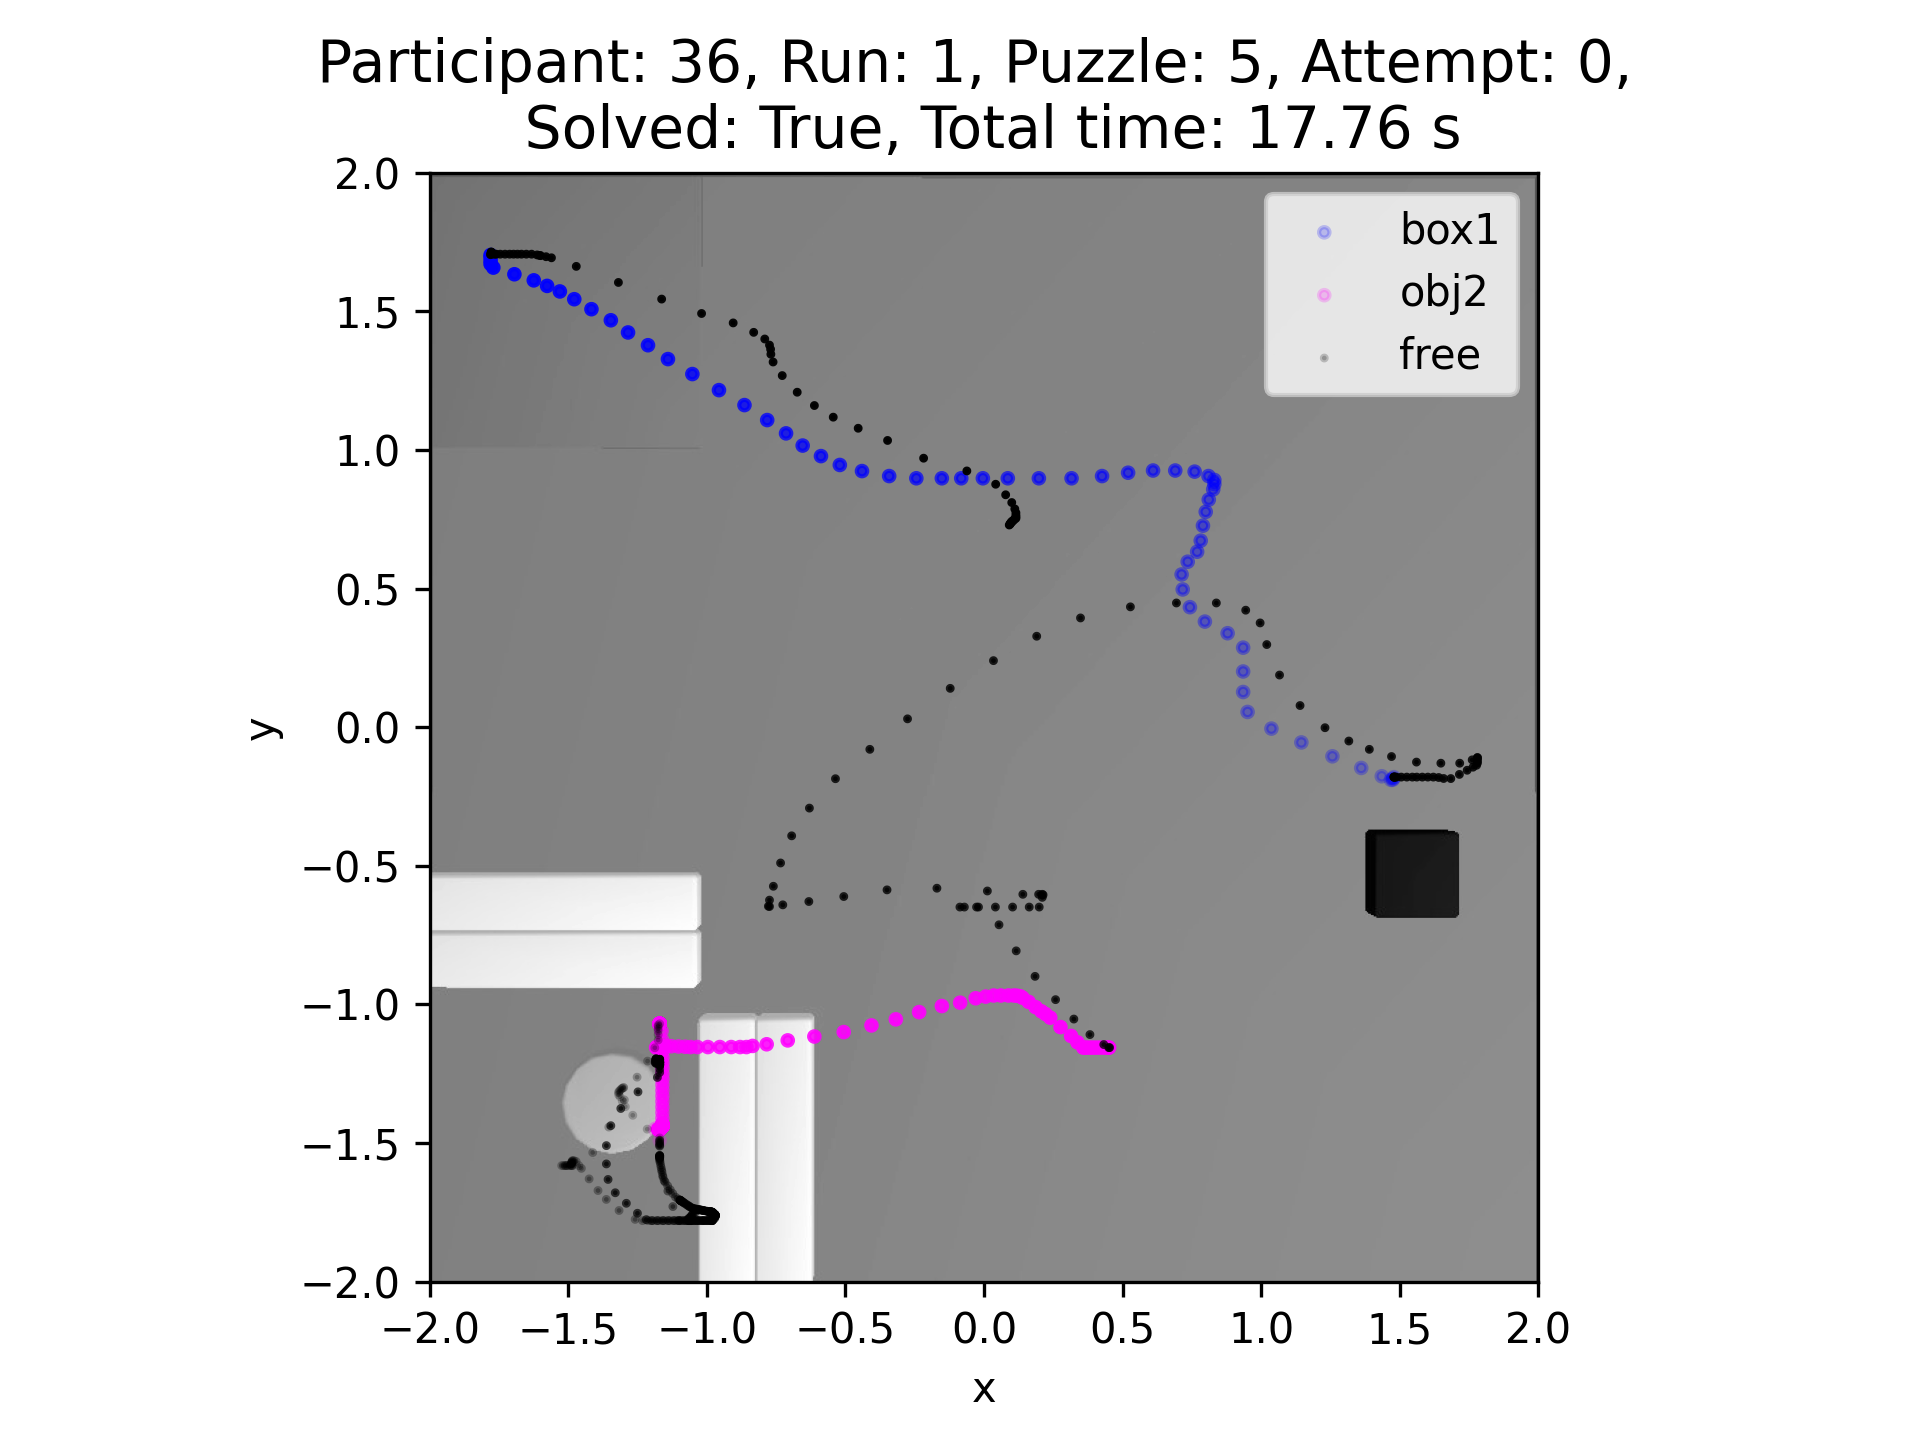 Participant: 36, Run: 1, Puzzle: 5, Attempt: 0,
Solved: True, Total time: 17.76 s
2.0
1.5
1.0
0.5
0.0
−0.5
−1.0
−1.5
−2.0
y
box1
obj2
free
−2.0 −1.5 −1.0 −0.5 0.0 0.5 1.0 1.5 2.0
x